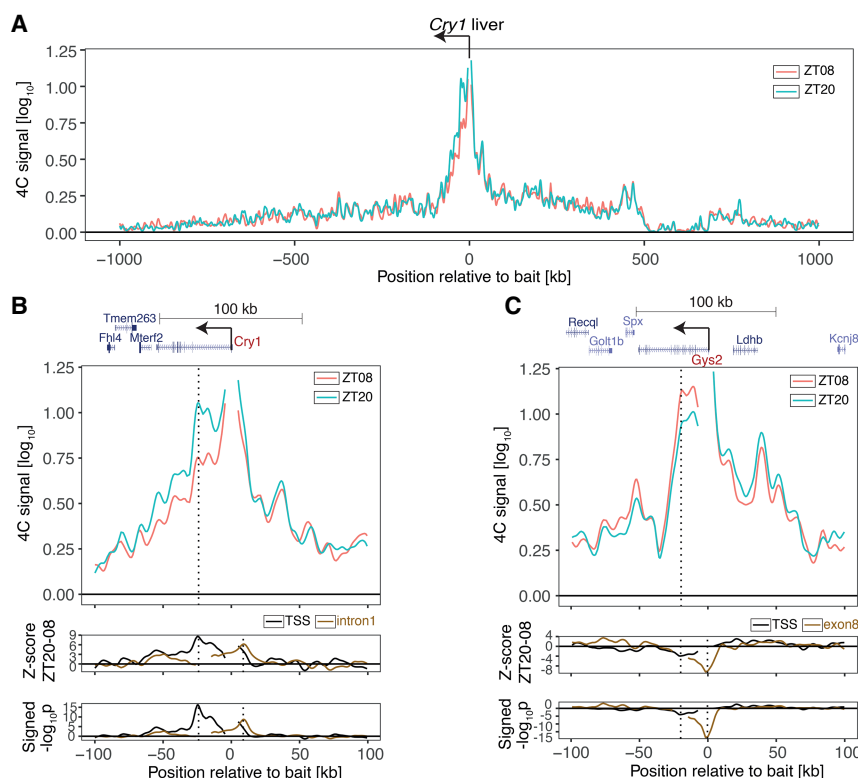 A
Cry1 liver
1.25
1.00
0.75
0.50
0.25
0.00
4C signal [log10]
ZT08
ZT20
−1000
−500
0
500
1000
Position relative to bait [kb]
B
100 kb
Tmem263
Fhl4
Mterf2
Cry1
1.25
1.00
0.75
0.50
0.25
0.00
4C signal [log10]
ZT08
ZT20
TSS
intron1
Z-score
ZT20-08
9
6
3
0
Signed
-log10p
15
10
5
0
−100
−50
0
50
100
Position relative to bait [kb]
C
100 kb
Recql
Spx
Golt1b
Gys2
Ldhb
Kcnj8
1.25
1.00
0.75
0.50
0.25
0.00
4C signal [log10]
ZT08
ZT20
TSS
exon8
Z-score
ZT20-08
4
0
−4
−8
Signed
-log10p
0
−5
−10
−15
−100
−50
0
50
100
Position relative to bait [kb]